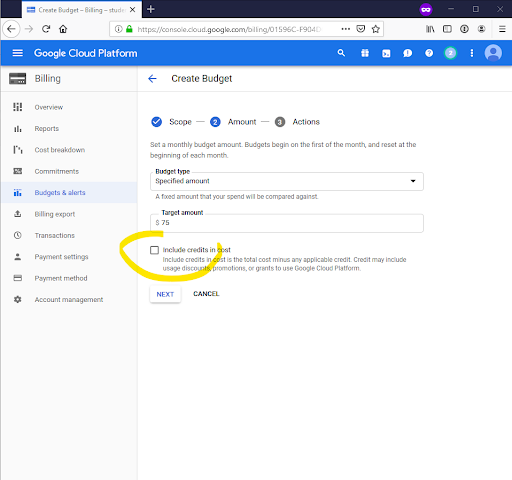 Create Budget – Billing – stude
https://console.cloud.google.com/billing/01596C-F904D
Google Cloud Platform
2
Billing
Create Budget
Overview
Reports
Cost breakdown
Commitments
Budgets & alerts
Billing export
Transactions
Payment settings
Payment method
Account management
Scope — 2 Amount — 3 Actions
Set a monthly budget amount. Budgets begin on the first of the month, and reset at the
beginning of each month.
Budget type
Specified amount
A fixed amount that your spend will be compared against.
Target amount
$ 75
Include credits in cost
Include credits in cost is the total cost minus any applicable credit. Credit may include
usage discounts, promotions, or grants to use Google Cloud Platform.
NEXT CANCEL